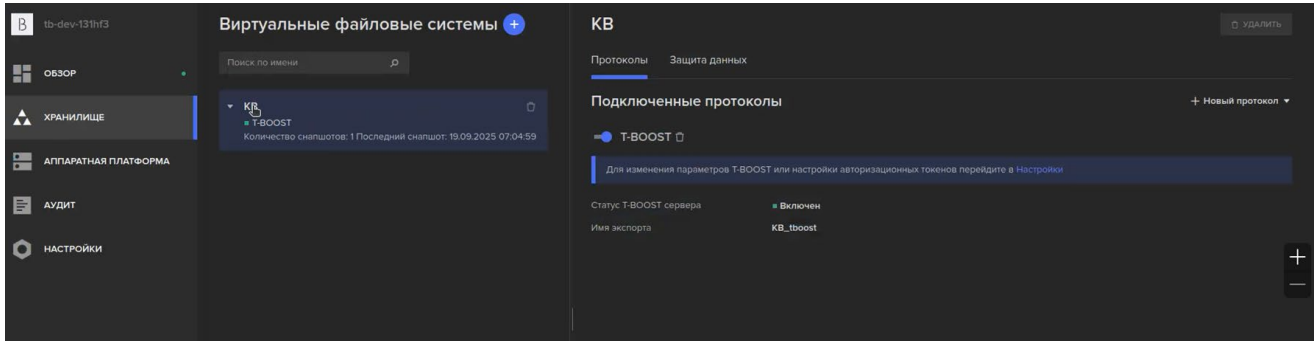 B tb-dev-131hf3
ОБЗОР
ХРАНИЛИЩЕ
АППАРАТНАЯ ПЛАТФОРМА
АУДИТ
НАСТРОЙКИ
Виртуальные файловые системы +
Поиск по имени
KB
T-BOOST
Количество снапшотов: 1 Последний снапшот: 19.09.2025 07:04:59
KB
УДАЛИТЬ
Протоколы Защита данных
Подключенные протоколы
+ Новый протокол
T-BOOST
Для изменения параметров T-BOOST или настройки авторизационных токенов перейдите в Настройки
Статус T-BOOST сервера Включен
Имя экспорта KB_tboost